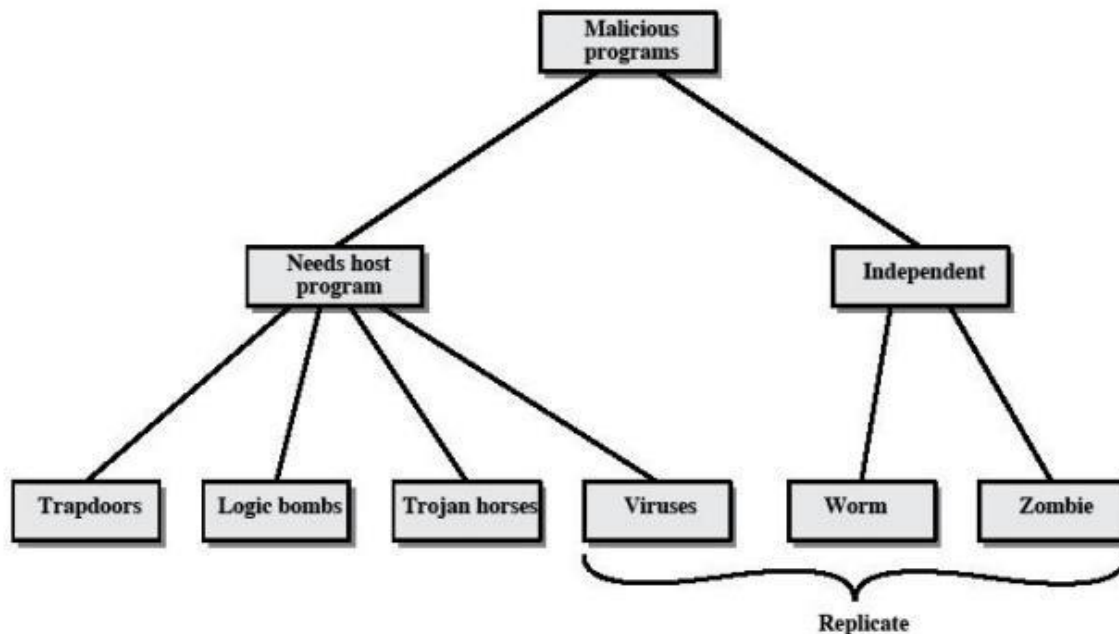 Malicious
programs
Needs host
program
Independent
Trapdoors
Logic bombs
Trojan horses
Viruses
Worm
Zombie
Replicate